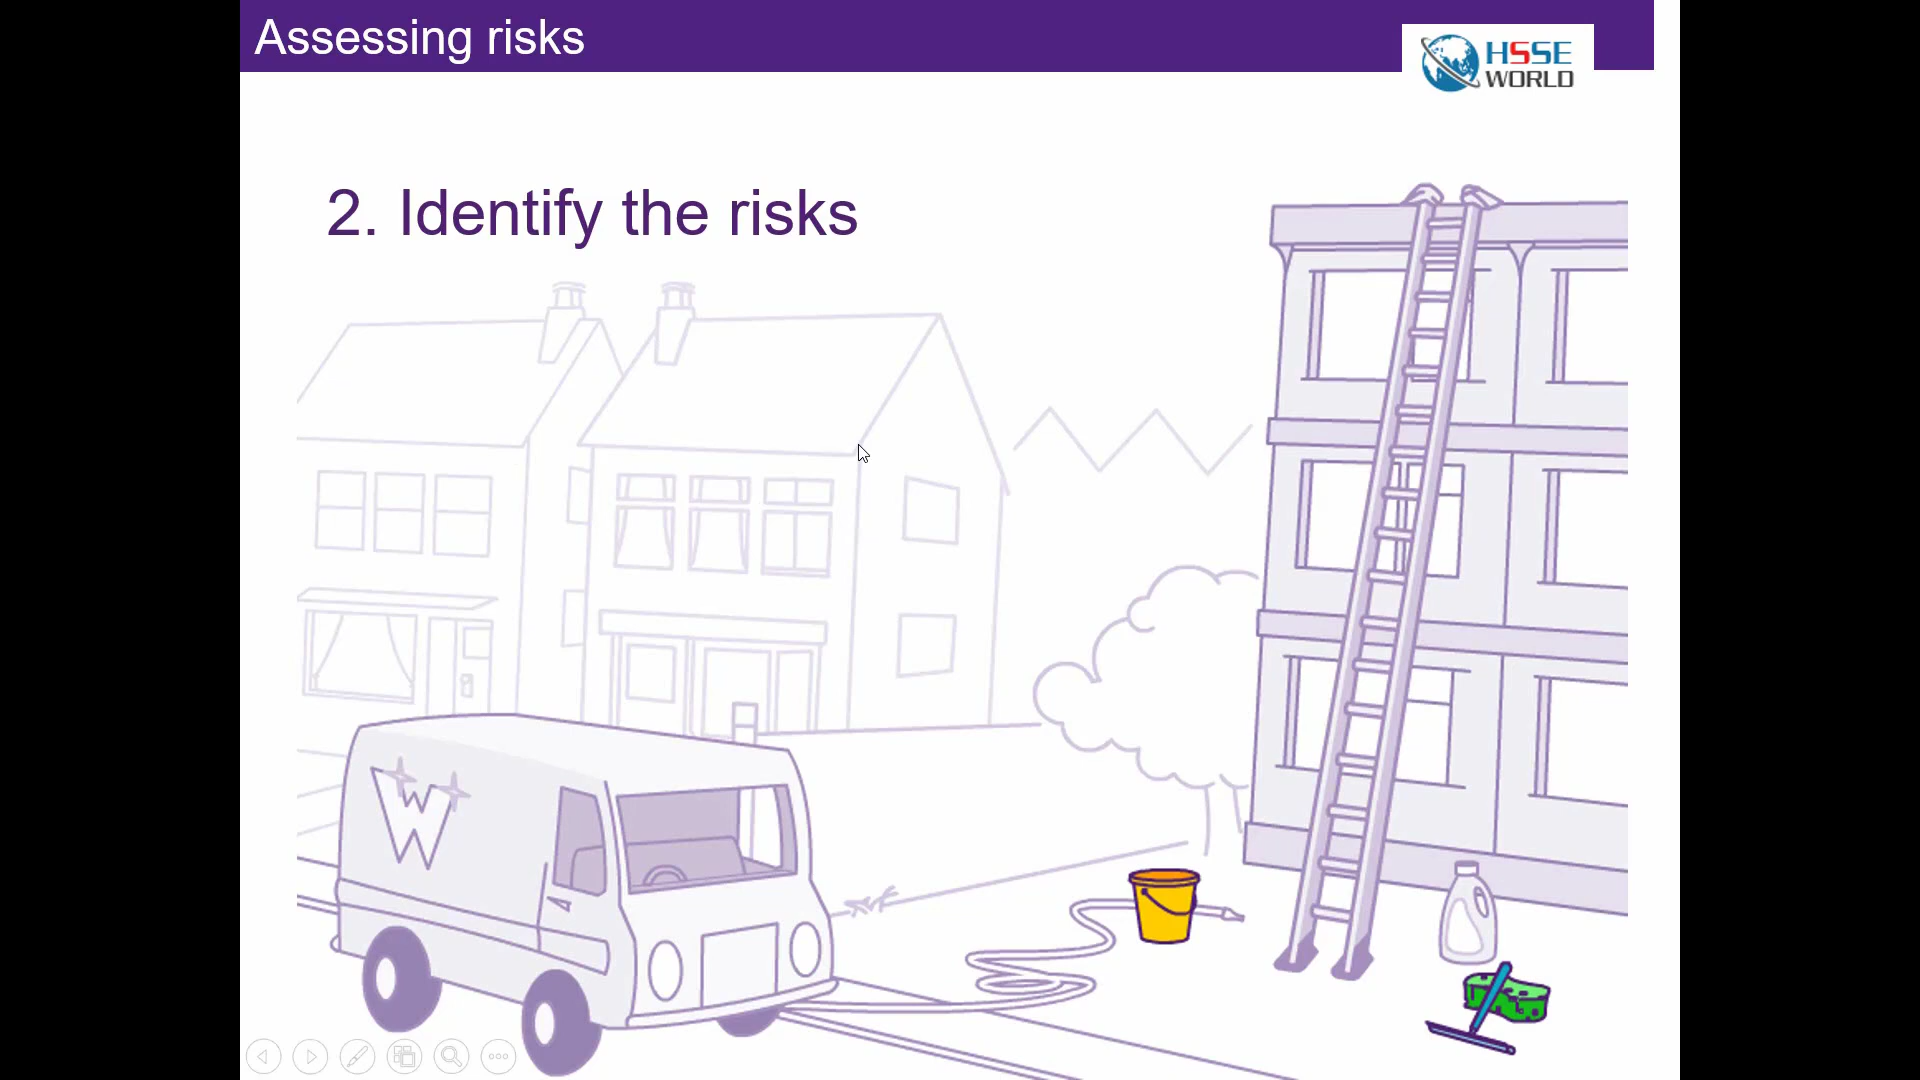 Assessing risks
HSSE
WORLD
2. Identify the risks
W
W